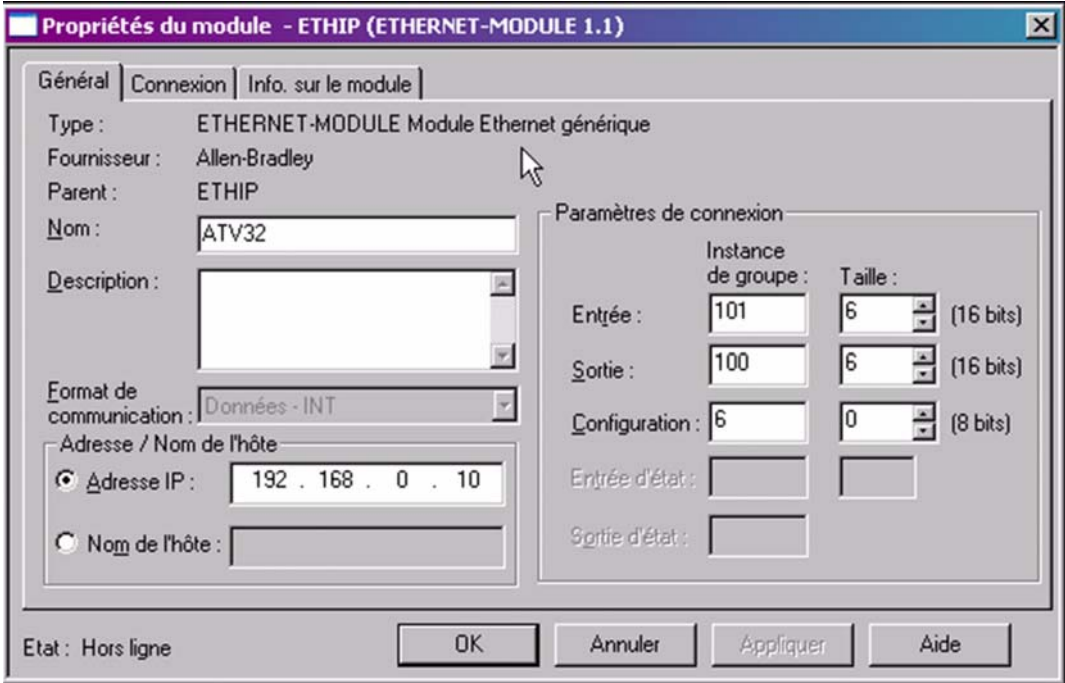 Propriétés du module - ETHIP (ETHERNET-MODULE 1.1)
Général
Connexion
Info. sur le module
Type : ETHERNET-MODULE Module Ethernet générique
Fournisseur : Allen-Bradley
Parent : ETHIP
Nom : ATV32
Description :
Format de
communication : Données - INT
Adresse / Nom de l'hôte
Adresse IP : 192 . 168 . 0 . 10
Nom de l'hôte :
Paramètres de connexion
Instance
de groupe : Taille :
Entrée : 101 6 (16 bits)
Sortie : 100 6 (16 bits)
Configuration : 6 0 (8 bits)
Entrée d'état :
Sortie d'état :
Etat : Hors ligne
OK
Annuler
Appliquer
Aide